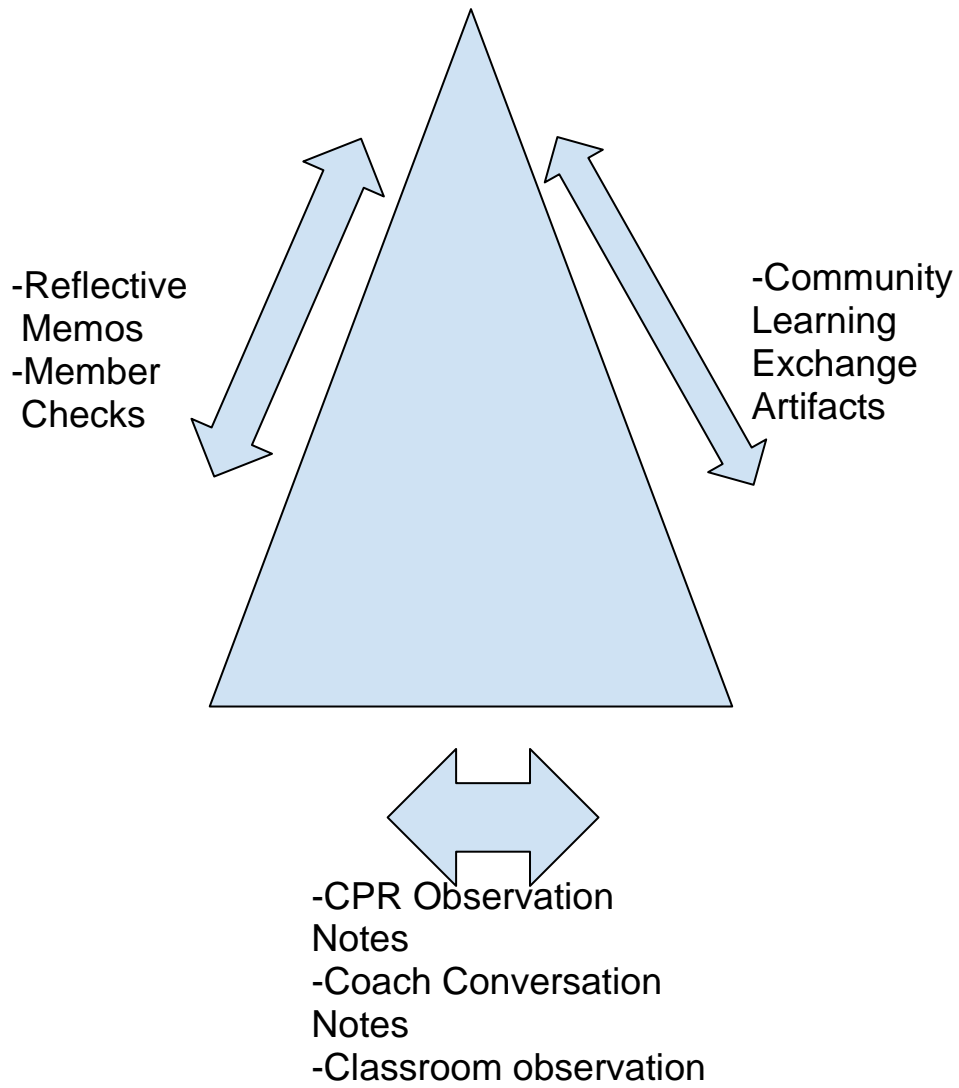 -Reflective
Memos
-Member
Checks
-Community
Learning
Exchange
Artifacts
-CPR Observation
Notes
-Coach Conversation
Notes
-Classroom observation